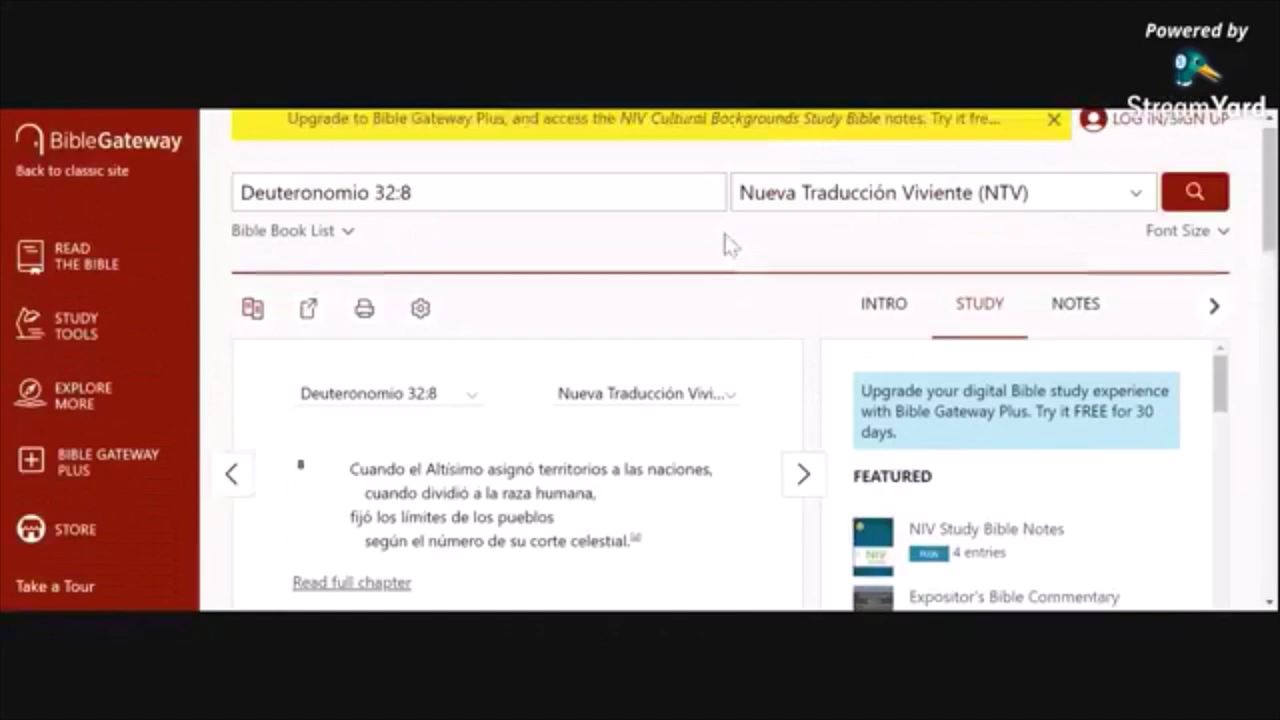 Powered by
StreamYard
BibleGateway
Back to classic site
READ
THE BIBLE
STUDY
TOOLS
EXPLORE
MORE
BIBLE GATEWAY
PLUS
STORE
Take a Tour
Upgrade to Bible Gateway Plus, and access the NIV Cultural Backgrounds Study Bible notes. Try it fre...
LOG IN/SIGN UP
Deuteronomio 32:8
Nueva Traducción Viviente (NTV)
Bible Book List
Font Size
INTRO
STUDY
NOTES
Deuteronomio 32:8
Nueva Traducción Vivi...
8 Cuando el Altísimo asignó territorios a las naciones,
cuando dividió a la raza humana,
fijó los límites de los pueblos
según el número de su corte celestial.[a]
Read full chapter
Upgrade your digital Bible study experience
with Bible Gateway Plus. Try it FREE for 30
days.
FEATURED
NIV
NIV Study Bible Notes
PLUS 4 entries
Expositor's Bible Commentary